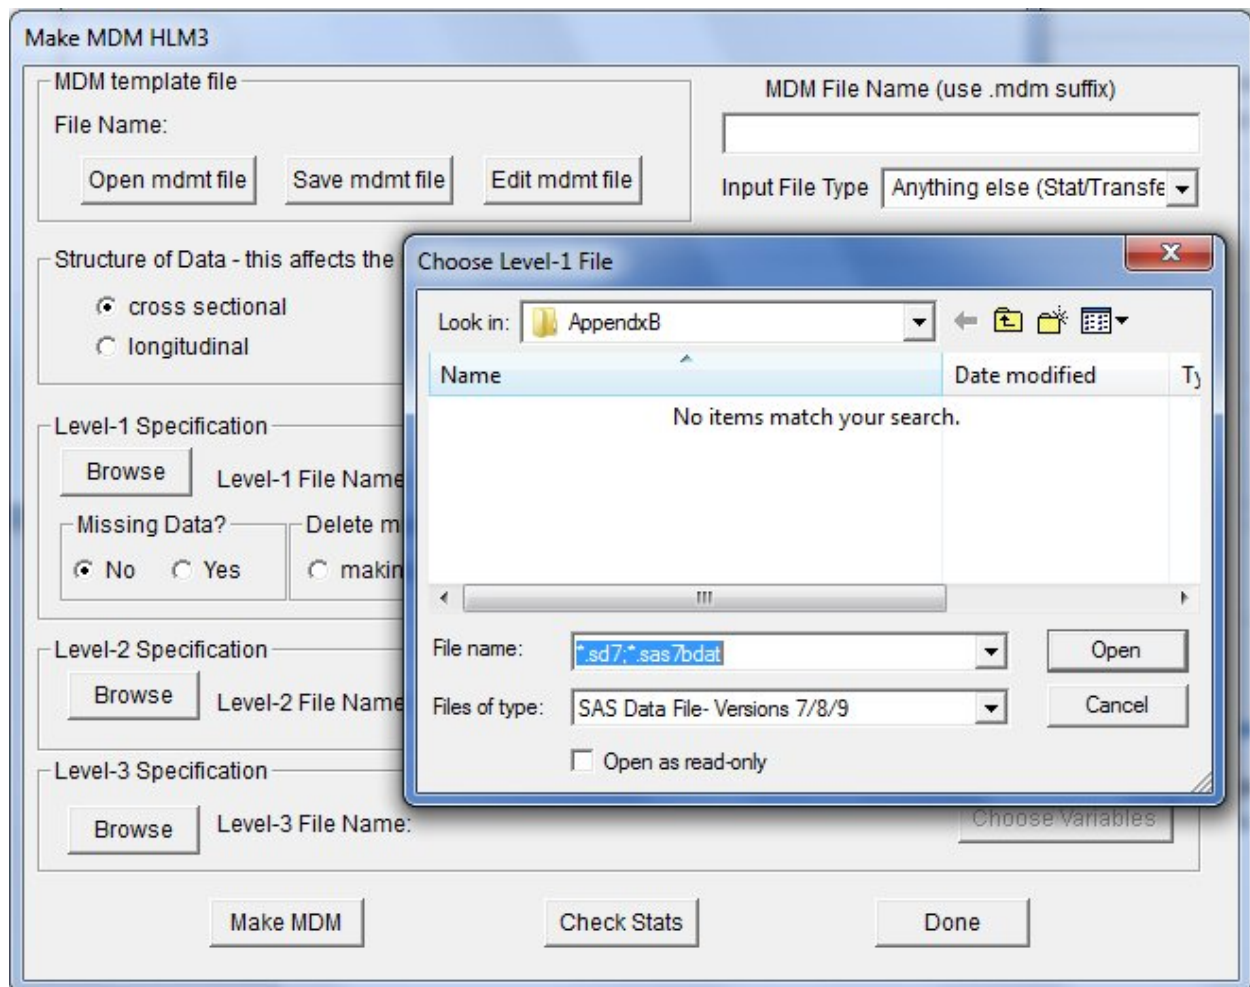 Make MDM HLM3
MDM template file
File Name:
Open mdmt file
Save mdmt file
Edit mdmt file
MDM File Name (use .mdm suffix)
Input File Type
Anything else (Stat/Transfe
Structure of Data - this affects the
cross sectional
longitudinal
Choose Level-1 File
Look in:
AppendxB
Name
Date modified
Ty
No items match your search.
File name:
*.sd7;*.sas7bdat
Open
Files of type:
SAS Data File- Versions 7/8/9
Cancel
Open as read-only
Level-1 Specification
Browse
Level-1 File Name
Missing Data?
No
Yes
Delete m
makin
Level-2 Specification
Browse
Level-2 File Name
Level-3 Specification
Browse
Level-3 File Name:
Choose Variables
Make MDM
Check Stats
Done